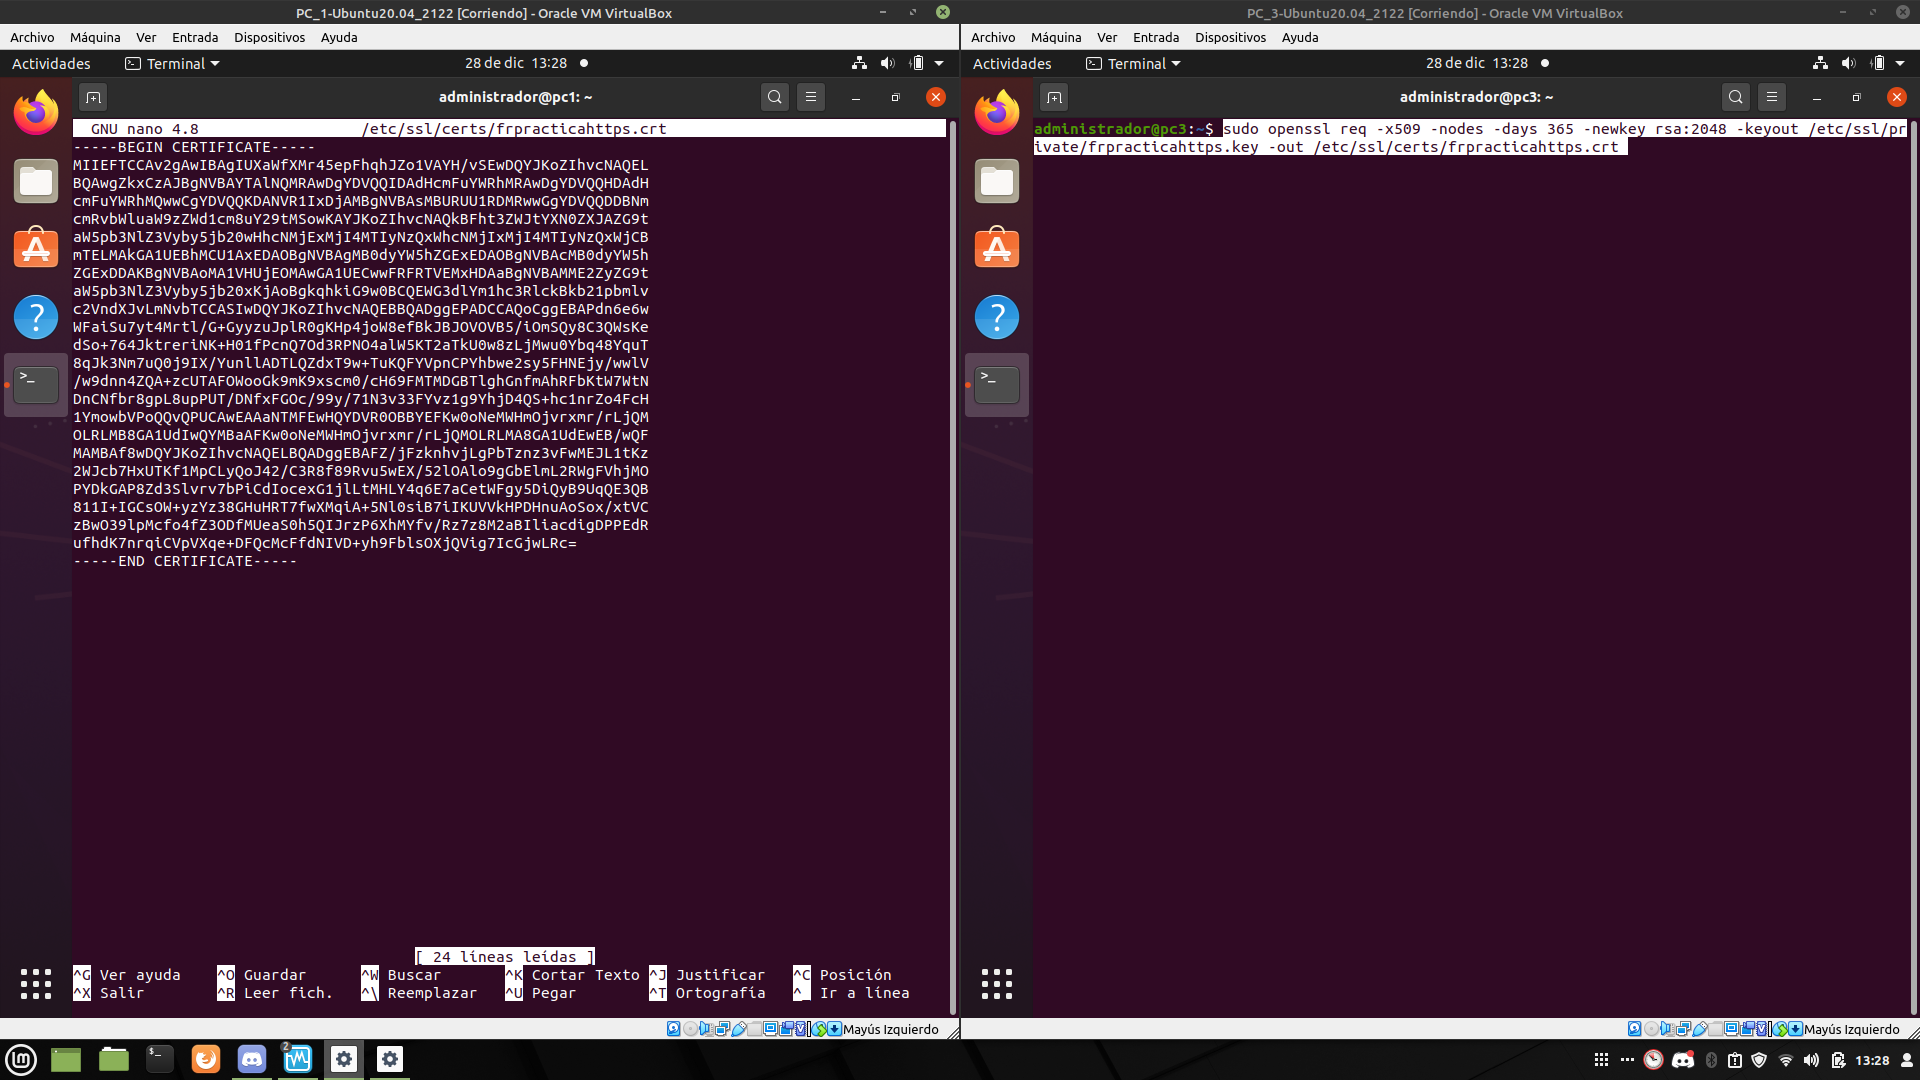 PC_1-Ubuntu20.04_2122 [Corriendo] - Oracle VM VirtualBox
Archivo Máquina Ver Entrada Dispositivos Ayuda
Actividades Terminal 28 de dic 13:28
administrador@pc1: ~
GNU nano 4.8 /etc/ssl/certs/frpracticahttps.crt
-----BEGIN CERTIFICATE-----
MIIEFTCCAv2gAwIBAgIUXaWfXMr45epFhqhJZo1VAYH/vSEwDQYJKoZIhvcNAQEL
BQAwgZkxCzAJBgNVBAYTAlNQMRAwDgYDVQQIDAdHcmFuYWRhMRAwDgYDVQQHDAdH
cmFuYWRhMQwwCgYDVQQKDANVR1IxDjAMBgNVBAsMBURUU1RDMRwwGgYDVQQDDBNm
cmRvbWluaW9zZWd1cm8uY29tMSowKAYJKoZIhvcNAQkBFht3ZWJtYXN0ZXJAZG9t
aW5pb3NlZ3Vyby5jb20wHhcNMjExMjI4MTIyNzQxWhcNMjIxMjI4MTIyNzQxWjCB
mTELMAkGA1UEBhMCU1AxEDAOBgNVBAgMB0dyYW5hZGExEDAOBgNVBAcMB0dyYW5h
ZGExDDAKBgNVBAoMA1VHUjEOMAwGA1UECwwFRFRTVEMxHDAaBgNVBAMME2ZyZG9t
aW5pb3NlZ3Vyby5jb20xKjAoBgkqhkiG9w0BCQEWG3dlYm1hc3RlckBkb21pbmlv
c2VndXJvLmNvbTCCASIwDQYJKoZIhvcNAQEBBQADggEPADCCAQoCggEBAPdn6e6w
WFaiSu7yt4Mrtl/G+GyyzuJplR0gKHp4joW8efBkJBJOVOVB5/iOmSQy8C3QWsKe
dSo+764JktreriNK+H01fPcnQ7Od3RPNO4alW5KT2aTkU0w8zLjMwu0Ybq48YquT
8qJk3Nm7uQ0j9IX/YunllADTLQZdxT9w+TuKQFYVpnCPYhbwe2sy5FHNEjy/wwlV
/w9dnn4ZQA+zcUTAFOWooGk9mK9xscm0/cH69FMTMDGBTlghGnfmAhRFbKtW7WtN
DnCNfbr8gpL8upPUT/DNfxFGOc/99y/71N3v33FYvz1g9YhjD4QS+hc1nrZo4FcH
1YmowbVPoQQvQPUCAwEAAaNTMFEwHQYDVR0OBBYEFKw0oNeMWHmOjvrxmr/rLjQM
OLRLMB8GA1UdIwQYMBaAFKw0oNeMWHmOjvrxmr/rLjQMOLRLMA8GA1UdEwEB/wQF
MAMBAf8wDQYJKoZIhvcNAQELBQADggEBAFZ/jFzknhvjLgPbTznz3vFwMEJL1tKz
2WJcb7HxUTKf1MpCLyQoJ42/C3R8f89Rvu5wEX/52lOAlo9gGbElmL2RWgFVhjMO
PYDkGAP8Zd3Slvrv7bPiCdIocexG1jlLtMHLY4q6E7aCetWFgy5DiQyB9UqQE3QB
811I+IGCsOW+yzYz38GHuHRT7fwXMqiA+5Nl0siB7iIKUVVkHPDHnuAoSox/xtVC
zBwO39lpMcfo4fZ3ODfMUeaS0h5QIJrzP6XhMYfv/Rz7z8M2aBIliacdigDPPEdR
ufhdK7nrqiCVpVXqe+DFQcMcFfdNIVD+yh9FblsOXjQVig7IcGjwLRc=
-----END CERTIFICATE-----
[ 24 líneas leídas ]
^G Ver ayuda ^O Guardar ^W Buscar ^K Cortar Texto ^J Justificar ^C Posición
^X Salir ^R Leer fich. ^\ Reemplazar ^U Pegar ^T Ortografía ^_ Ir a línea
Mayús Izquierdo
PC_3-Ubuntu20.04_2122 [Corriendo] - Oracle VM VirtualBox
Archivo Máquina Ver Entrada Dispositivos Ayuda
Actividades Terminal 28 de dic 13:28
administrador@pc3: ~
administrador@pc3:~$ sudo openssl req -x509 -nodes -days 365 -newkey rsa:2048 -keyout /etc/ssl/pr
ivate/frpracticahttps.key -out /etc/ssl/certs/frpracticahttps.crt
Mayús Izquierdo
2
13:28